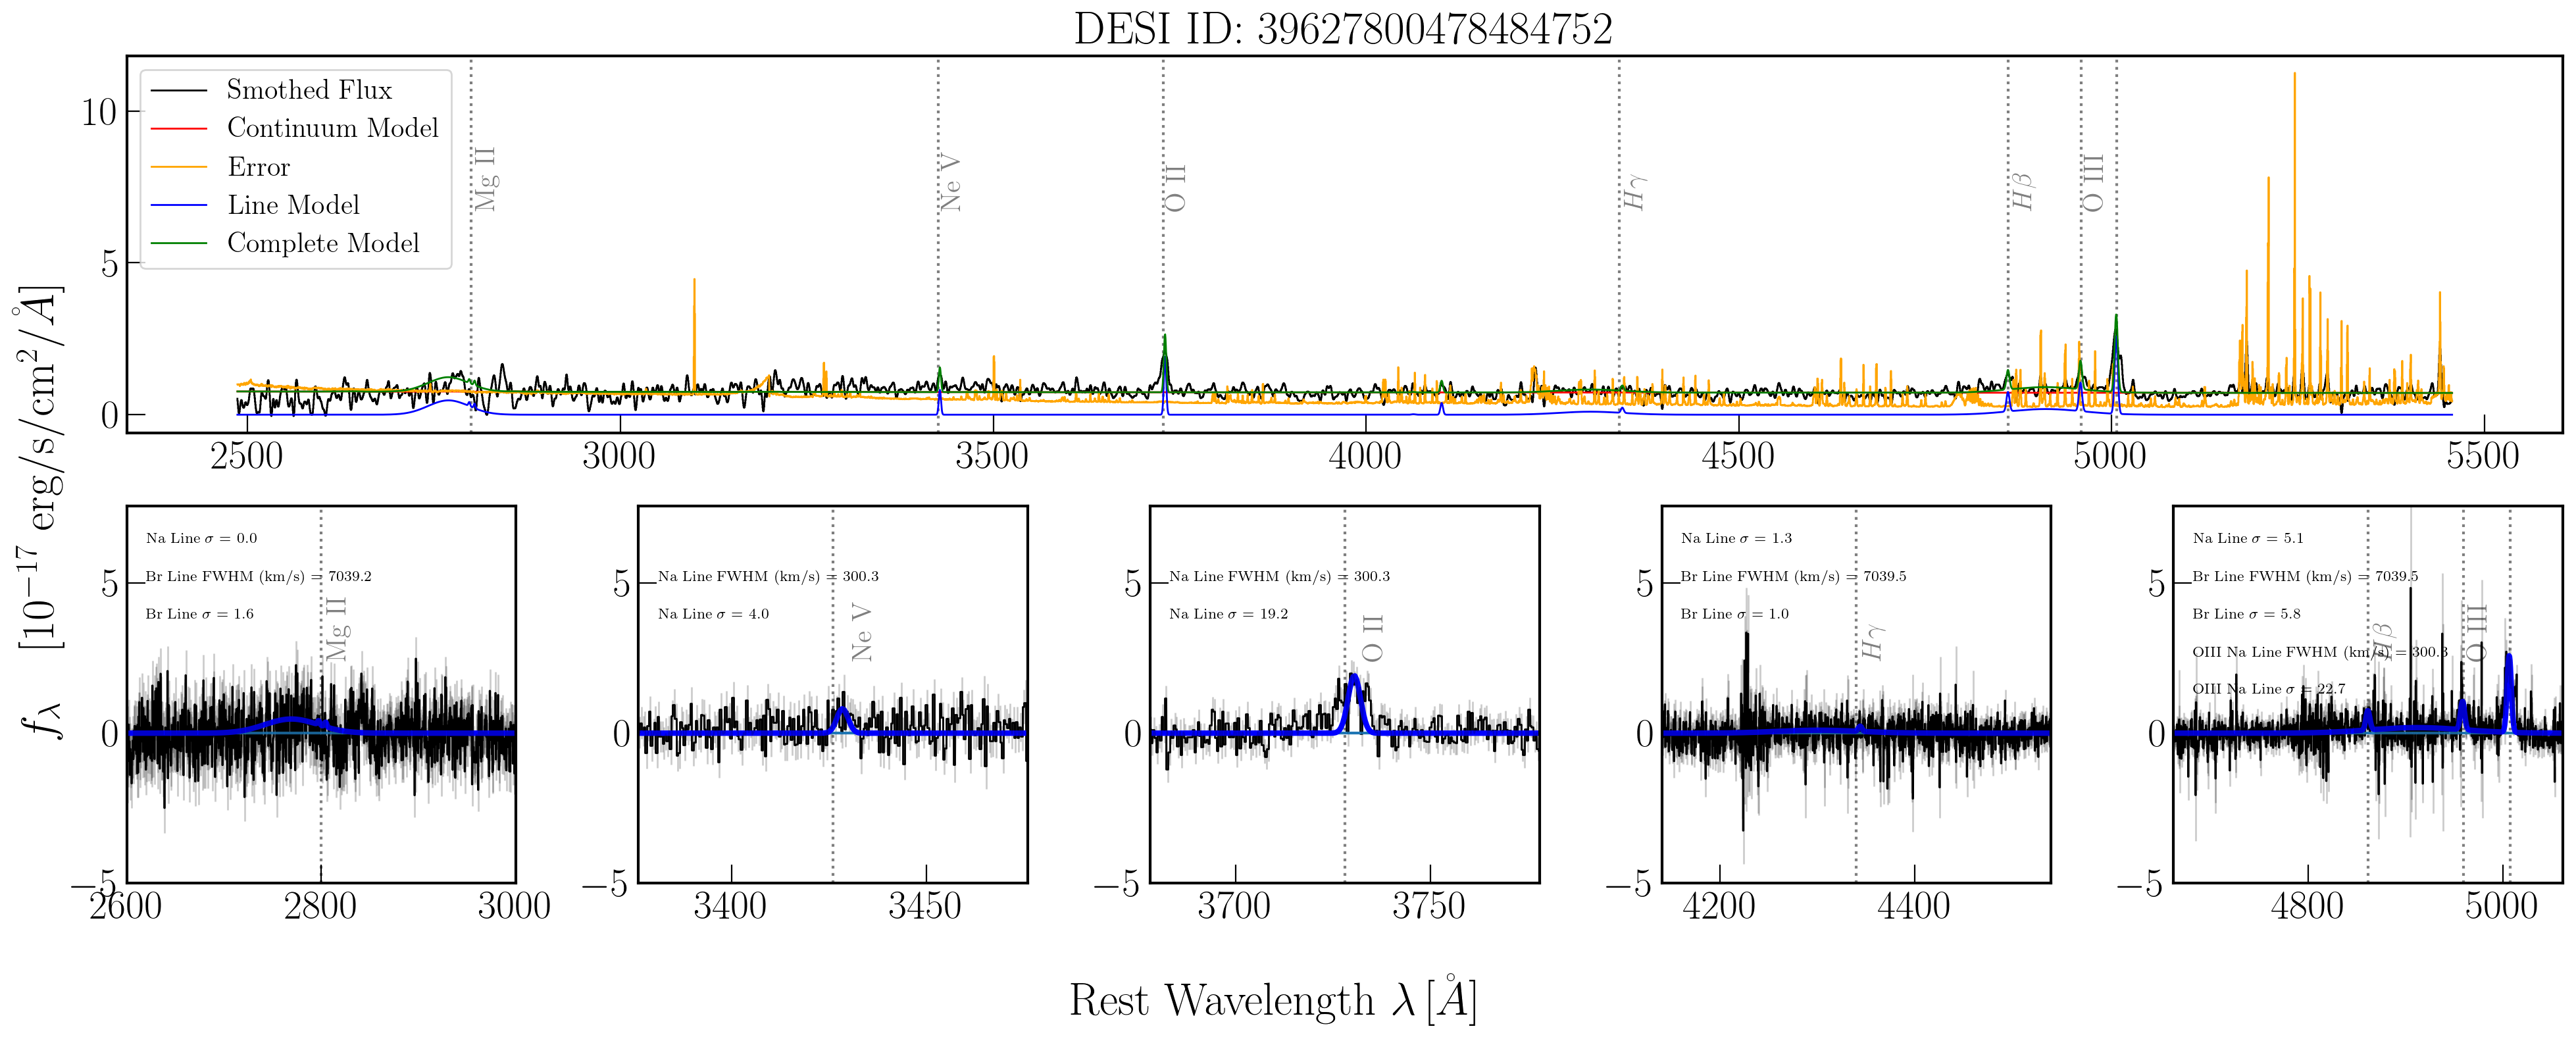 DESI ID: 39627800478484752
Smothed Flux
Continuum Model
Error
Line Model
Complete Model
Mg II
Ne V
O II
Hγ
Hβ
O III
10
5
0
2500 3000 3500 4000 4500 5000 5500
f_λ [10^{-17} erg/s/cm^2/Å]
Na Line σ = 0.0
Br Line FWHM (km/s) = 7039.2
Br Line σ = 1.6
Mg II
5
0
−5
2600 2800 3000
Na Line FWHM (km/s) = 300.3
Na Line σ = 4.0
Ne V
5
0
−5
3400 3450
Na Line FWHM (km/s) = 300.3
Na Line σ = 19.2
O II
5
0
−5
3700 3750
Na Line σ = 1.3
Br Line FWHM (km/s) = 7039.5
Br Line σ = 1.0
Hγ
5
0
−5
4200 4400
Na Line σ = 5.1
Br Line FWHM (km/s) = 7039.5
Br Line σ = 5.8
OIII Na Line FWHM (km/s) = 300.3
OIII Na Line σ = 22.7
Hβ
O III
5
0
−5
4800 5000
Rest Wavelength λ [Å]